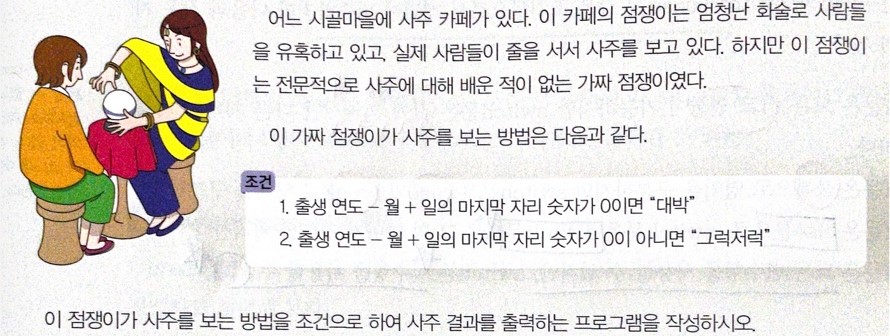 어느 시골마을에 사주 카페가 있다. 이 카페의 점쟁이는 엄청난 화술로 사람들
을 유혹하고 있고, 실제 사람들이 줄을 서서 사주를 보고 있다. 하지만 이 점쟁이
는 전문적으로 사주에 대해 배운 적이 없는 가짜 점쟁이였다.
이 가짜 점쟁이가 사주를 보는 방법은 다음과 같다.
조건
1. 출생 연도 – 월 + 일의 마지막 자리 숫자가 0이면 “대박”
2. 출생 연도 – 월 + 일의 마지막 자리 숫자가 0이 아니면 “그럭저럭”
이 점쟁이가 사주를 보는 방법을 조건으로 하여 사주 결과를 출력하는 프로그램을 작성하시오.